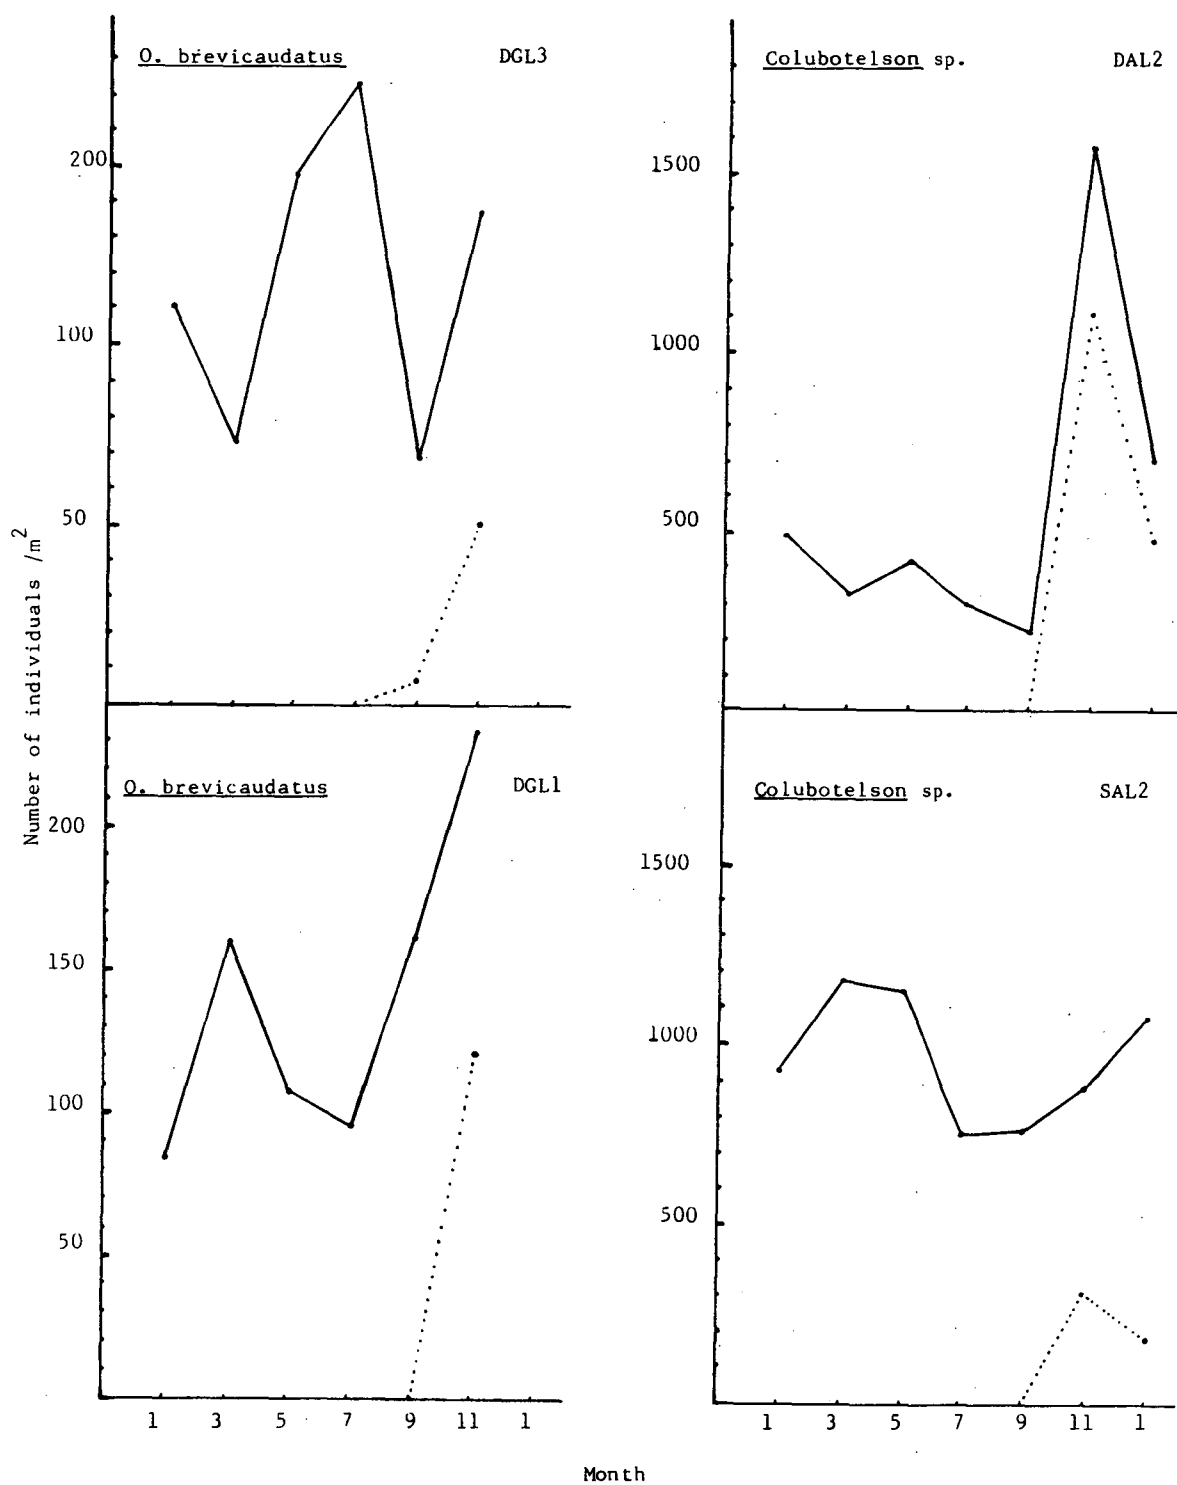 O. brevicaudatus DGL3
200
100
50
Colubotelson sp. DAL2
1500
1000
500
Number of individuals /m2
O. brevicaudatus DGL1
200
150
100
50
1 3 5 7 9 11 1
Colubotelson sp. SAL2
1500
1000
500
1 3 5 7 9 11 1
Month